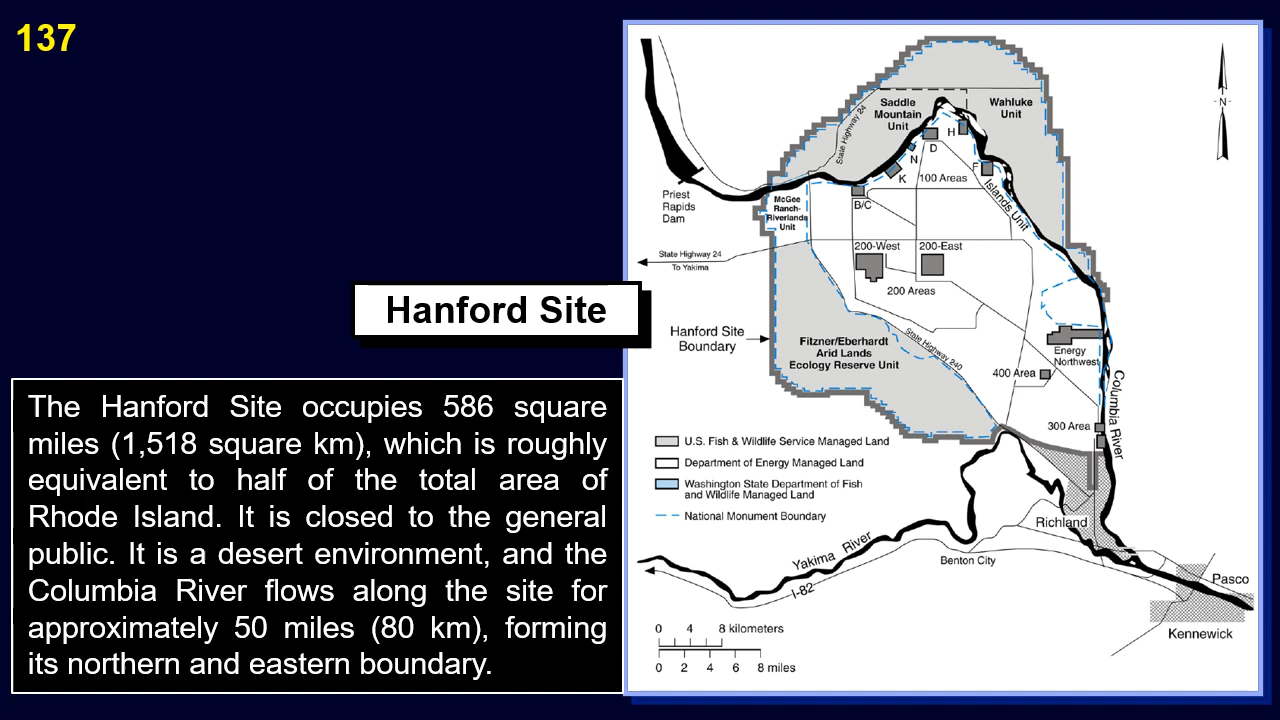 137
Hanford Site
The Hanford Site occupies 586 square
miles (1,518 square km), which is roughly
equivalent to half of the total area of
Rhode Island. It is closed to the general
public. It is a desert environment, and the
Columbia River flows along the site for
approximately 50 miles (80 km), forming
its northern and eastern boundary.
Saddle
Mountain
Unit
Wahluke
Unit
State Highway 24
-N-
H
D
N
K
F
100 Areas
Islands Unit
B/C
Priest
Rapids
Dam
McGee
Ranch-
Riverlands
Unit
State Highway 24
To Yakima
200-West
200-East
200 Areas
Hanford Site
Boundary
Fitzner/Eberhardt
Arid Lands
Ecology Reserve Unit
State Highway 240
Energy
Northwest
400 Area
Columbia River
300 Area
U.S. Fish & Wildlife Service Managed Land
Department of Energy Managed Land
Washington State Department of Fish
and Wildlife Managed Land
National Monument Boundary
Richland
Yakima River
Benton City
I-82
Pasco
Kennewick
0 4 8 kilometers
0 2 4 6 8 miles